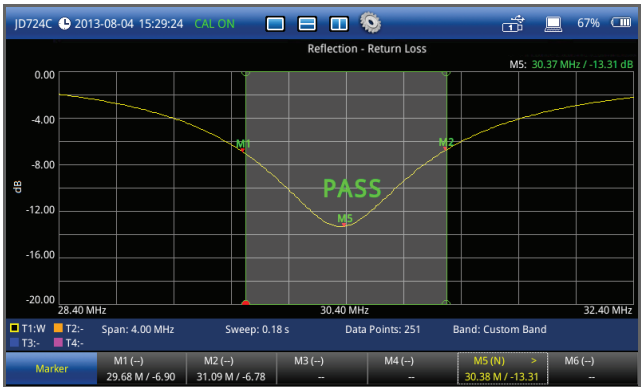 JD724C 2013-08-04 15:29:24 CAL ON 67%
Reflection - Return Loss
M5: 30.37 MHz / -13.31 dB
0.00
-4.00
M1 M2
-8.00
dB
PASS
-12.00
M5
-16.00
-20.00
28.40 MHz 30.40 MHz 32.40 MHz
T1:W T2:- Span: 4.00 MHz Sweep: 0.18 s Data Points: 251 Band: Custom Band
T3:- T4:-
Marker M1 (--) M2 (--) M3 (--) M4 (--) M5 (N) > M6 (--)
29.68 M / -6.90 31.09 M / -6.78 -- -- 30.38 M / -13.31 --